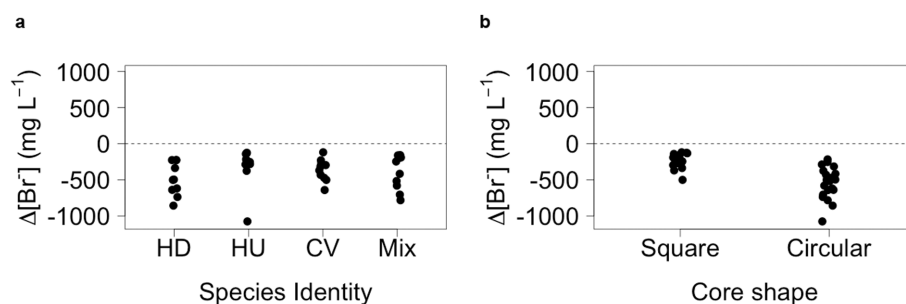 a
b
1000
500
0
-500
-1000
Δ[Br⁻] (mg L⁻¹)
HD HU CV Mix
Species Identity
1000
500
0
-500
-1000
Δ[Br⁻] (mg L⁻¹)
Square Circular
Core shape